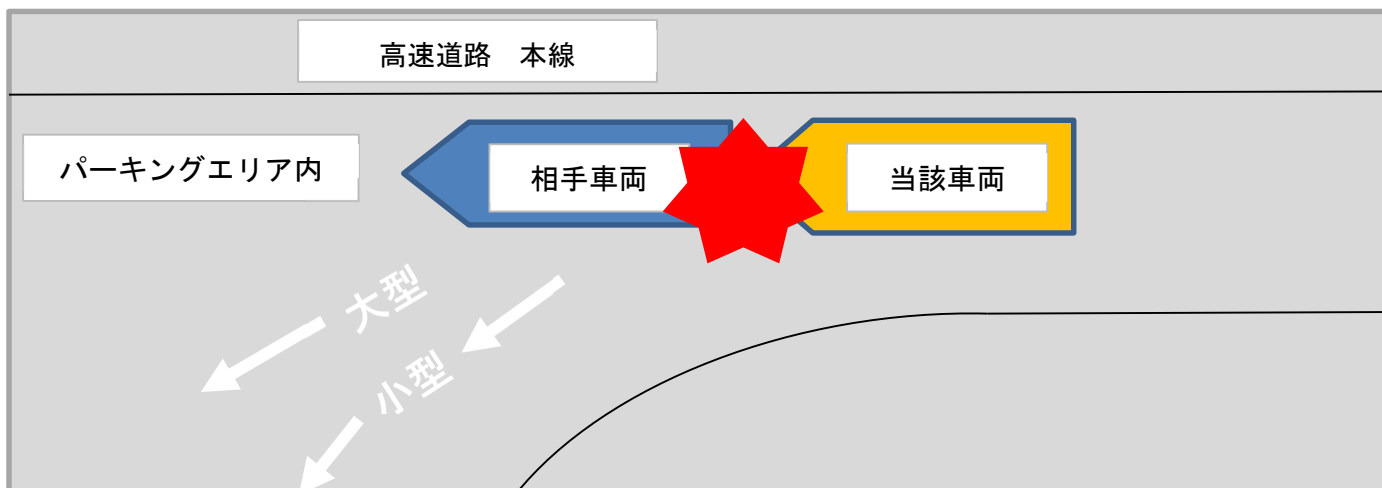 高速道路　本線
パーキングエリア内
相手車両
当該車両
大型
小型